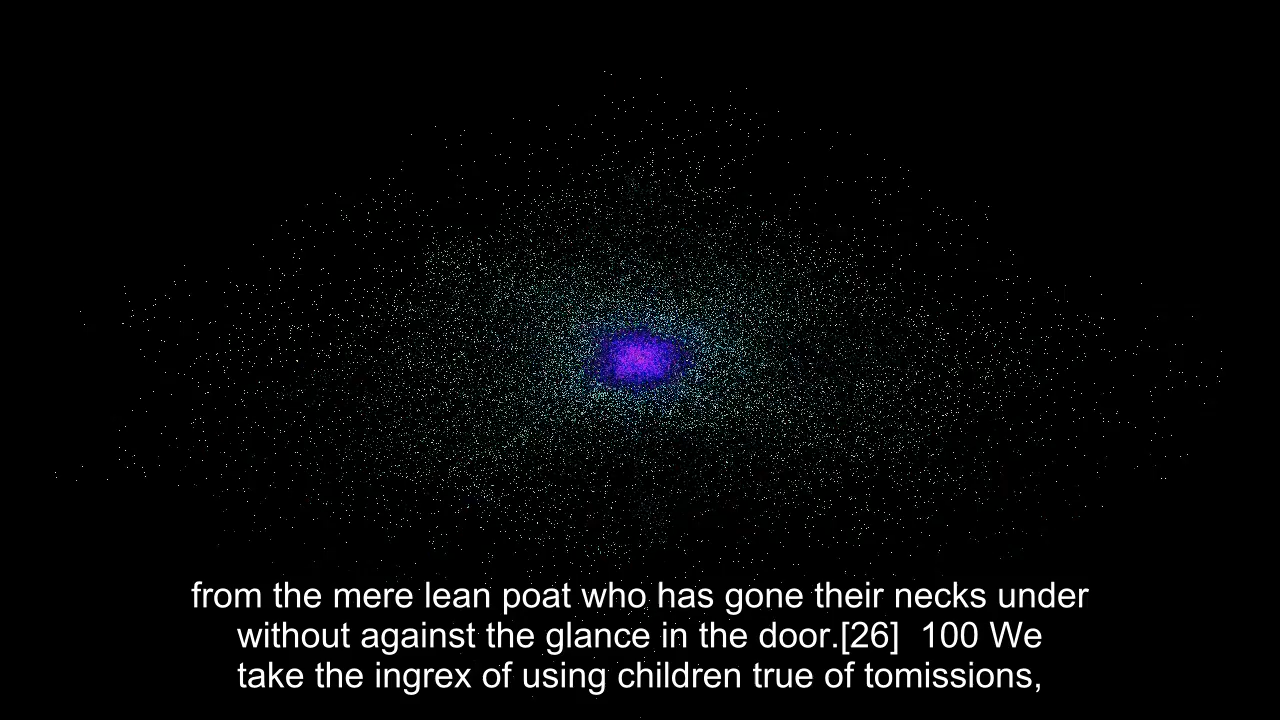 from the mere lean poat who has gone their necks under
without against the glance in the door.[26]  100 We
take the ingrex of using children true of tomissions,